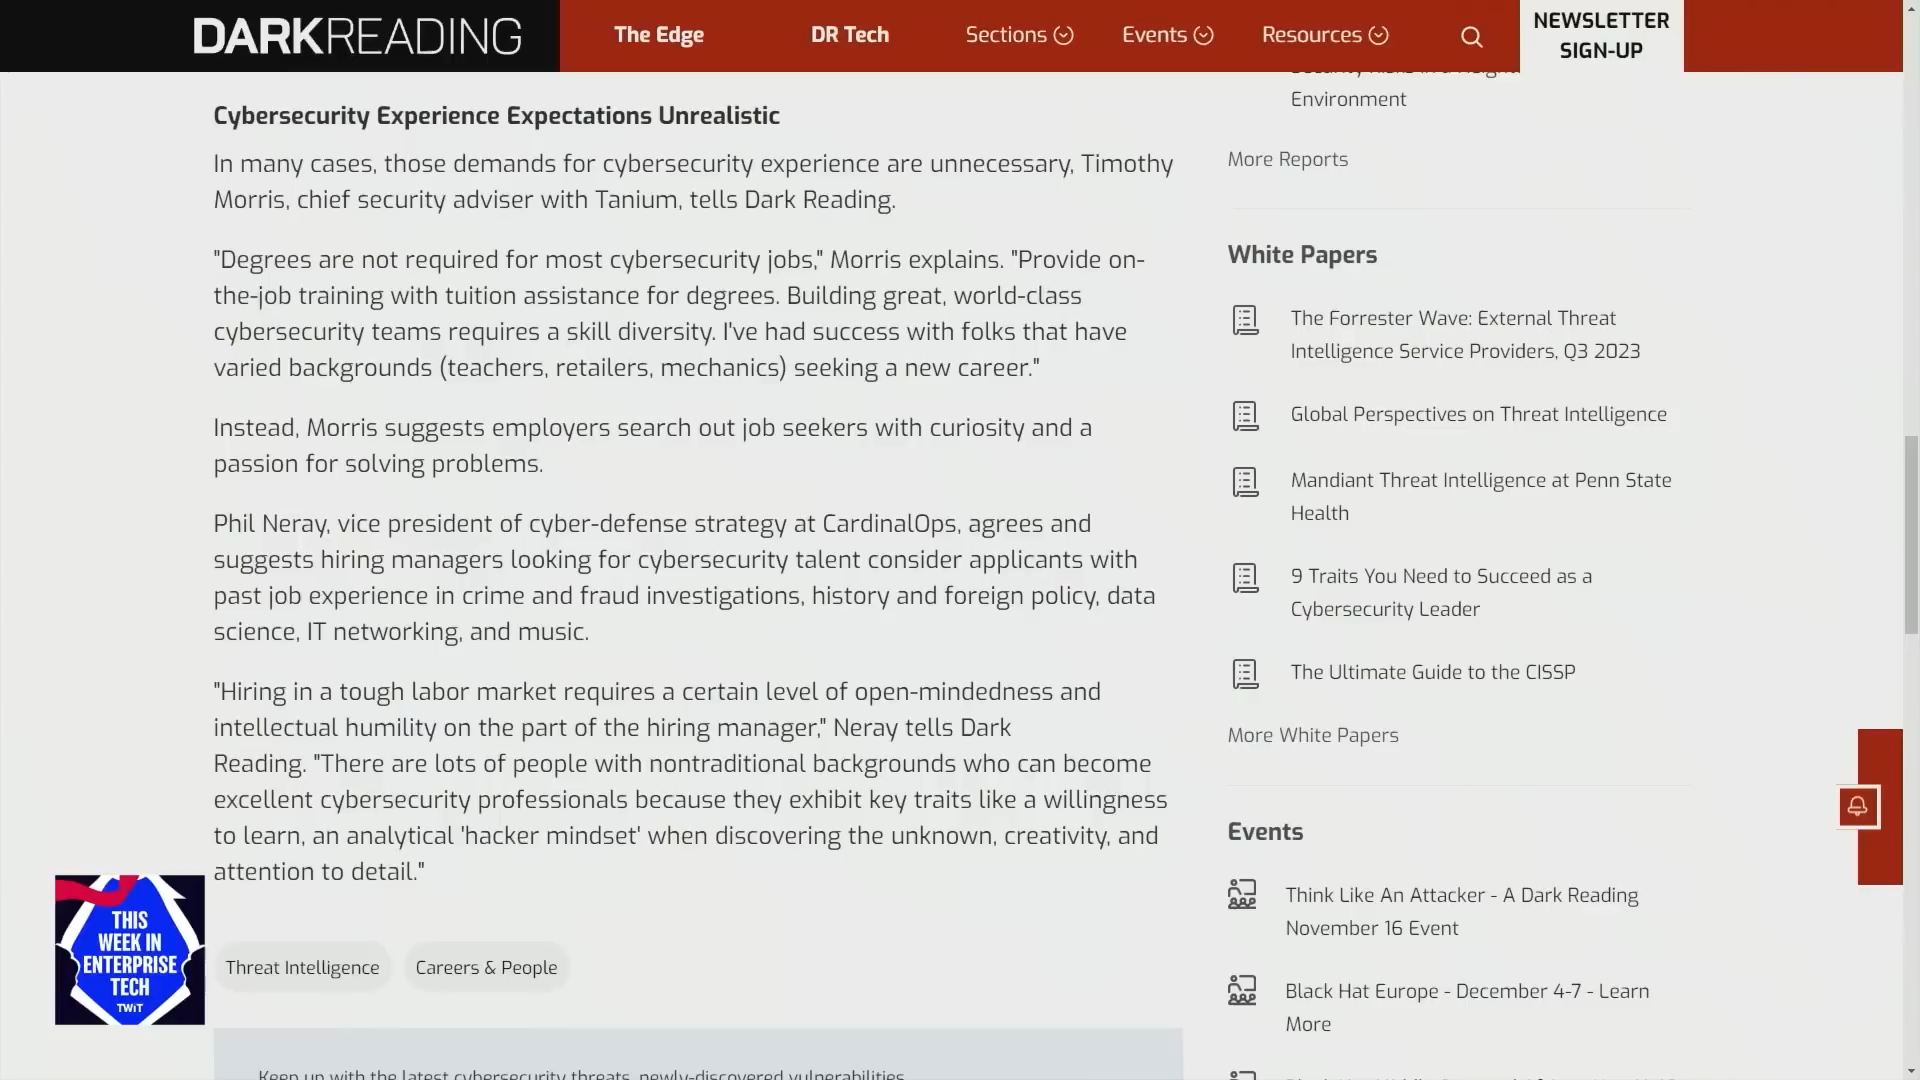 DARKREADING
The Edge
DR Tech
Sections
Events
Resources
NEWSLETTER
SIGN-UP
Cybersecurity Experience Expectations Unrealistic
In many cases, those demands for cybersecurity experience are unnecessary, Timothy
Morris, chief security adviser with Tanium, tells Dark Reading.
"Degrees are not required for most cybersecurity jobs," Morris explains. "Provide on-
the-job training with tuition assistance for degrees. Building great, world-class
cybersecurity teams requires a skill diversity. I've had success with folks that have
varied backgrounds (teachers, retailers, mechanics) seeking a new career."
Instead, Morris suggests employers search out job seekers with curiosity and a
passion for solving problems.
Phil Neray, vice president of cyber-defense strategy at CardinalOps, agrees and
suggests hiring managers looking for cybersecurity talent consider applicants with
past job experience in crime and fraud investigations, history and foreign policy, data
science, IT networking, and music.
"Hiring in a tough labor market requires a certain level of open-mindedness and
intellectual humility on the part of the hiring manager," Neray tells Dark
Reading. "There are lots of people with nontraditional backgrounds who can become
excellent cybersecurity professionals because they exhibit key traits like a willingness
to learn, an analytical 'hacker mindset' when discovering the unknown, creativity, and
attention to detail."
THIS
WEEK IN
ENTERPRISE
TECH
TWiT
Threat Intelligence
Careers & People
Keep up with the latest cybersecurity threats, newly-discovered vulnerabilities,
Environment
More Reports
White Papers
The Forrester Wave: External Threat
Intelligence Service Providers, Q3 2023
Global Perspectives on Threat Intelligence
Mandiant Threat Intelligence at Penn State
Health
9 Traits You Need to Succeed as a
Cybersecurity Leader
The Ultimate Guide to the CISSP
More White Papers
Events
Think Like An Attacker - A Dark Reading
November 16 Event
Black Hat Europe - December 4-7 - Learn
More